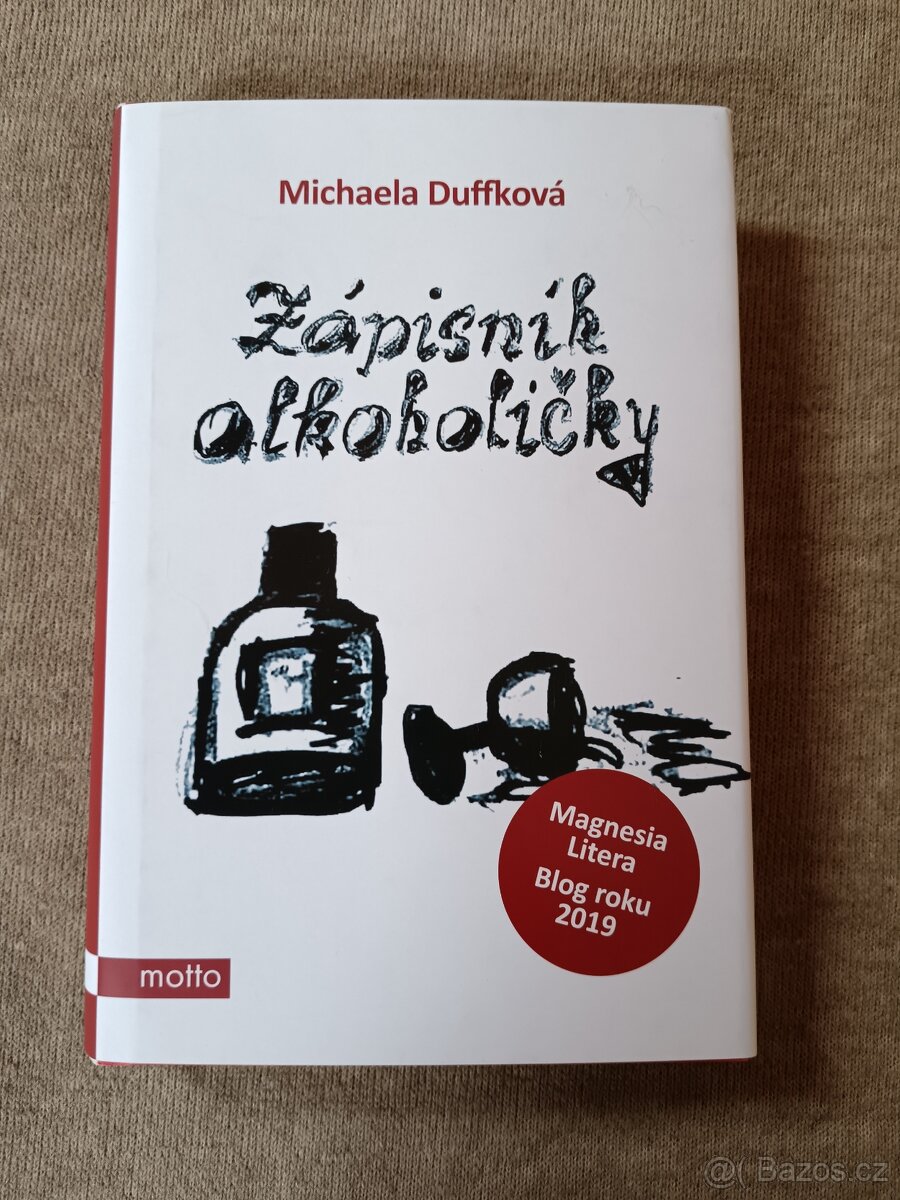 Michaela Duffková
Zápisník
alkoholičky
Magnesia
Litera
Blog roku
2019
motto
@( Bazos.cz